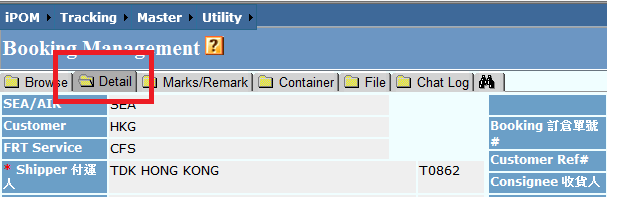 iPOM Tracking Master Utility
Booking Management ?
Browse Detail Marks/Remark Container File Chat Log
SEA/AIR SEA
Customer HKG
FRT Service CFS
* Shipper 付運人 TDK HONG KONG T0862
Booking 訂倉單號 #
Customer Ref#
Consignee 收貨人